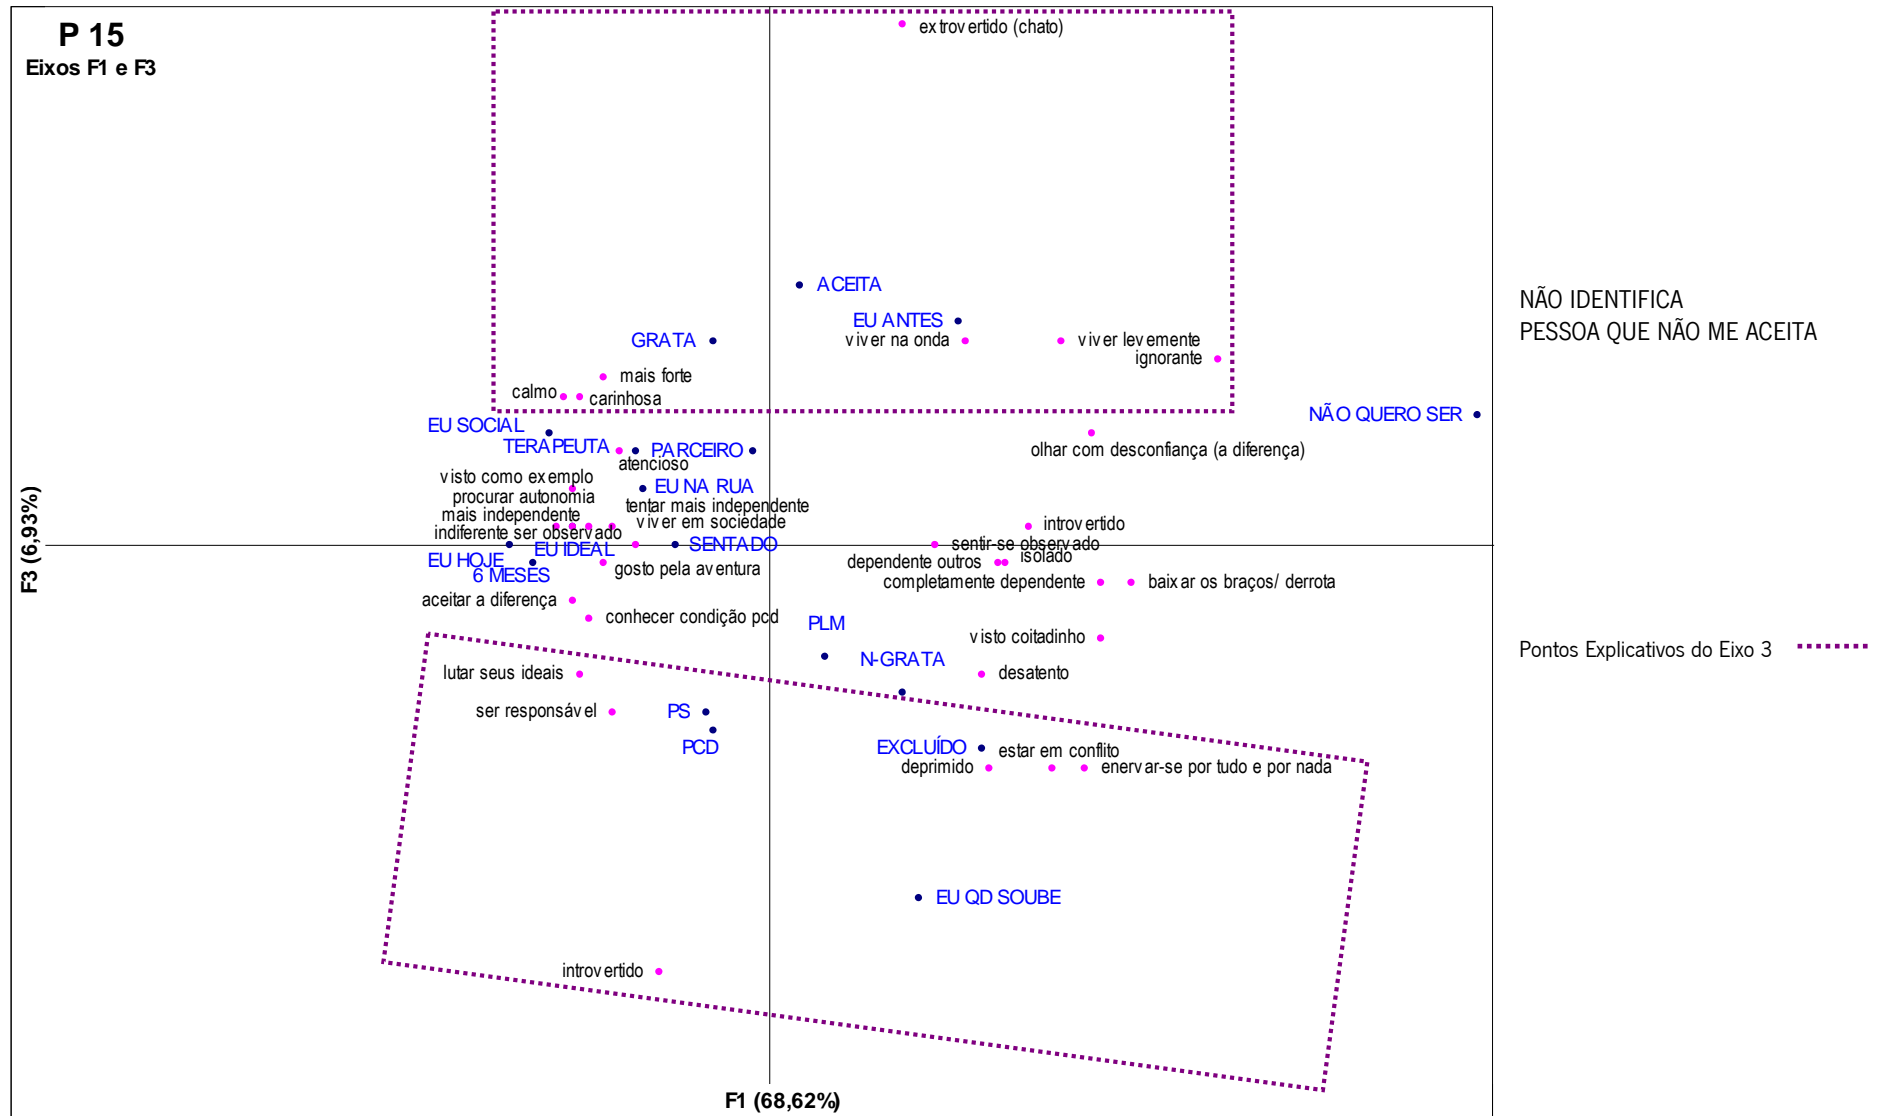 P 15
Eixos F1 e F3
extrovertido (chato)
ACEITA
EU ANTES
GRATA
viver na onda
viver levemente
ignorante
mais forte
calmo
carinhosa
NÃO QUERO SER
EU SOCIAL
TERAPEUTA
PARCEIRO
olhar com desconfiança (a diferença)
atencioso
visto como exemplo
EU NA RUA
procurar autonomia
tentar mais independente
mais independente
viver em sociedade
introvertido
indiferente ser observado
EU IDEAL
SENTADO
sentir-se observado
EU HOJE
dependente outros
isolado
6 MESES
gosto pela aventura
completamente dependente
baixar os braços/ derrota
aceitar a diferença
conhecer condição pcd
PLM
visto coitadinho
N-GRATA
lutar seus ideais
desatento
ser responsável
PS
PCD
EXCLUÍDO
estar em conflito
deprimido
enervar-se por tudo e por nada
EU QD SOUBE
introvertido
F3 (6,93%)
F1 (68,62%)
NÃO IDENTIFICA
PESSOA QUE NÃO ME ACEITA
Pontos Explicativos do Eixo 3